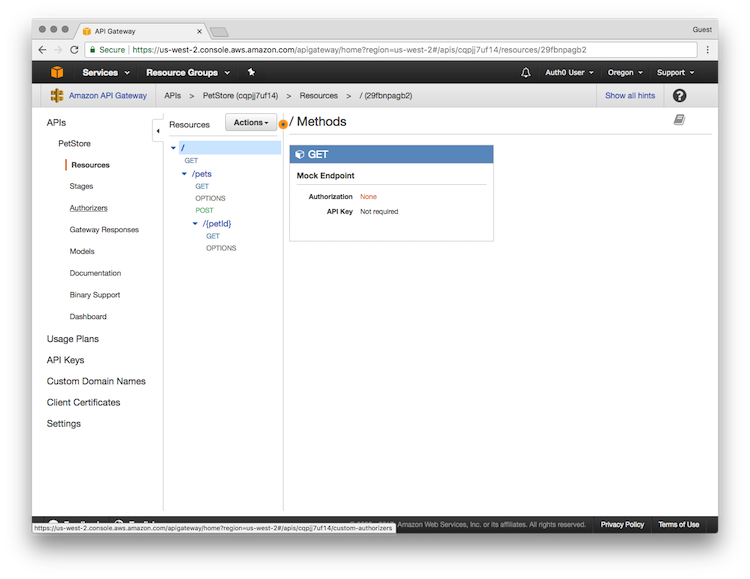 API Gateway
Guest
Secure https://us-west-2.console.aws.amazon.com/apigateway/home?region=us-west-2#/apis/cqpjj7uf14/resources/29fbnpagb2
Services Resource Groups Auth0 User Oregon Support
Amazon API Gateway APIs > PetStore (cqpjj7uf14) > Resources > / (29fbnpagb2) Show all hints ?
APIs
PetStore
Resources
Stages
Authorizers
Gateway Responses
Models
Documentation
Binary Support
Dashboard
Usage Plans
API Keys
Custom Domain Names
Client Certificates
Settings
Resources Actions
/
GET
/pets
GET
OPTIONS
POST
/{petId}
GET
OPTIONS
/ Methods
GET
Mock Endpoint
Authorization None
API Key Not required
https://us-west-2.console.aws.amazon.com/apigateway/home?region=us-west-2#/apis/cqpjj7uf14/custom-authorizers
Amazon Web Services, Inc. or its affiliates. All rights reserved. Privacy Policy Terms of Use